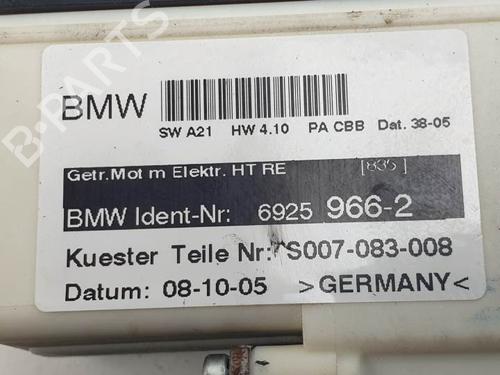 BMW
SW A21 HW 4.10 PA CBB Dat. 38-05
Getr.Mot m Elektr. HT RE [835]
BMW Ident-Nr: 6925 966-2
Kuester Teile Nr: S007-083-008
Datum: 08-10-05 >GERMANY<
B-PARTS